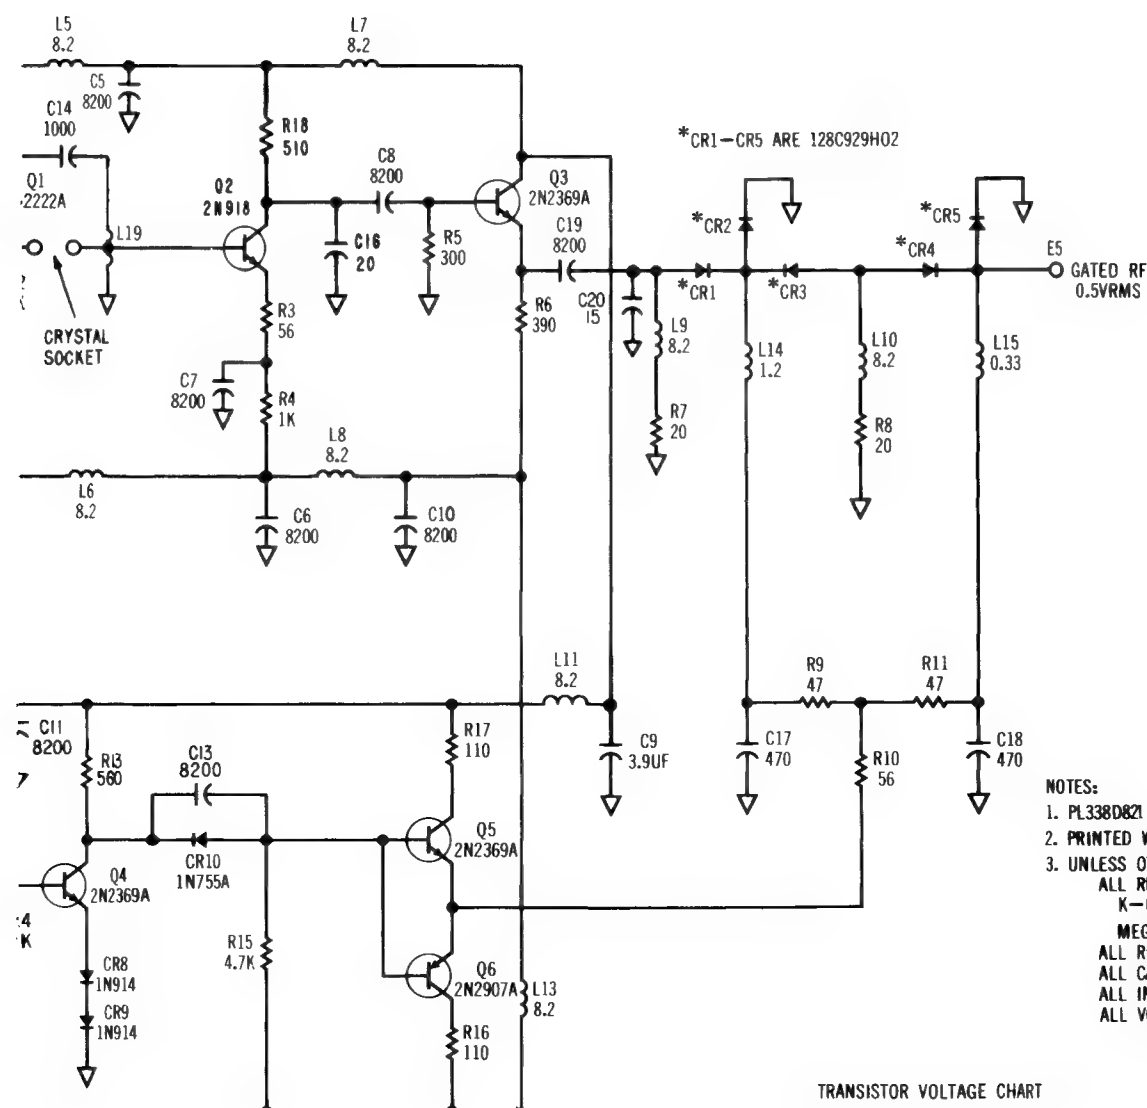 L5
8.2
L7
8.2
C5
8200
C14
1000
R18
510
*CR1-CR5 ARE 128C929H02
Q1
2222A
Q2
2N918
C8
8200
Q3
2N2369A
*CR2
*CR5
L19
C16
20
R5
300
C19
8200
*CR4
E5
GATED RF
0.5VRMS
CRYSTAL
SOCKET
R3
56
R6
390
C20
15
*CR1
*CR3
L9
8.2
L14
1.2
L10
8.2
L15
0.33
C7
8200
R4
1K
R7
20
R8
20
L8
8.2
L6
8.2
C6
8200
C10
8200
L11
8.2
R9
47
R11
47
C11
8200
R13
560
C13
8200
R17
110
C9
3.9UF
C17
470
R10
56
C18
470
NOTES:
1. PL338D821
2. PRINTED W
3. UNLESS O
ALL R
K-
MEG
ALL R
ALL C
ALL IN
ALL V
CR10
1N755A
Q5
2N2369A
Q4
2N2369A
4
K
R15
4.7K
CR8
1N914
CR9
1N914
Q6
2N2907A
L13
8.2
R16
110
TRANSISTOR VOLTAGE CHART